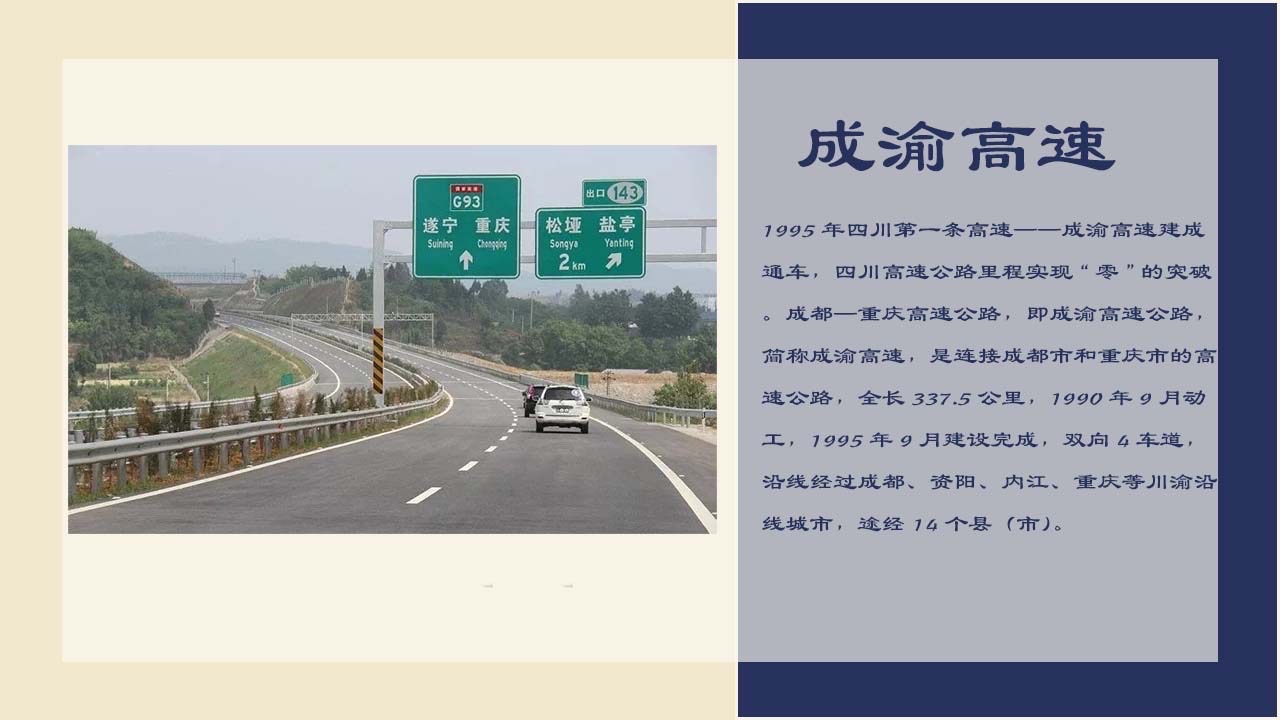 成渝高速
1995 年四川第一条高速——成渝高速建成
通车，四川高速公路里程实现“零”的突破
。成都—重庆高速公路，即成渝高速公路，
简称成渝高速，是连接成都市和重庆市的高
速公路，全长 337.5 公里，1990 年 9 月动
工，1995 年 9 月建设完成，双向 4 车道，
沿线经过成都、资阳、内江、重庆等川渝沿
线城市，途经 14 个县（市）。
国家高速
G93
遂宁 重庆
Suining Chongqing
出口 143
松垭 盐亭
Songya Yanting
2 km